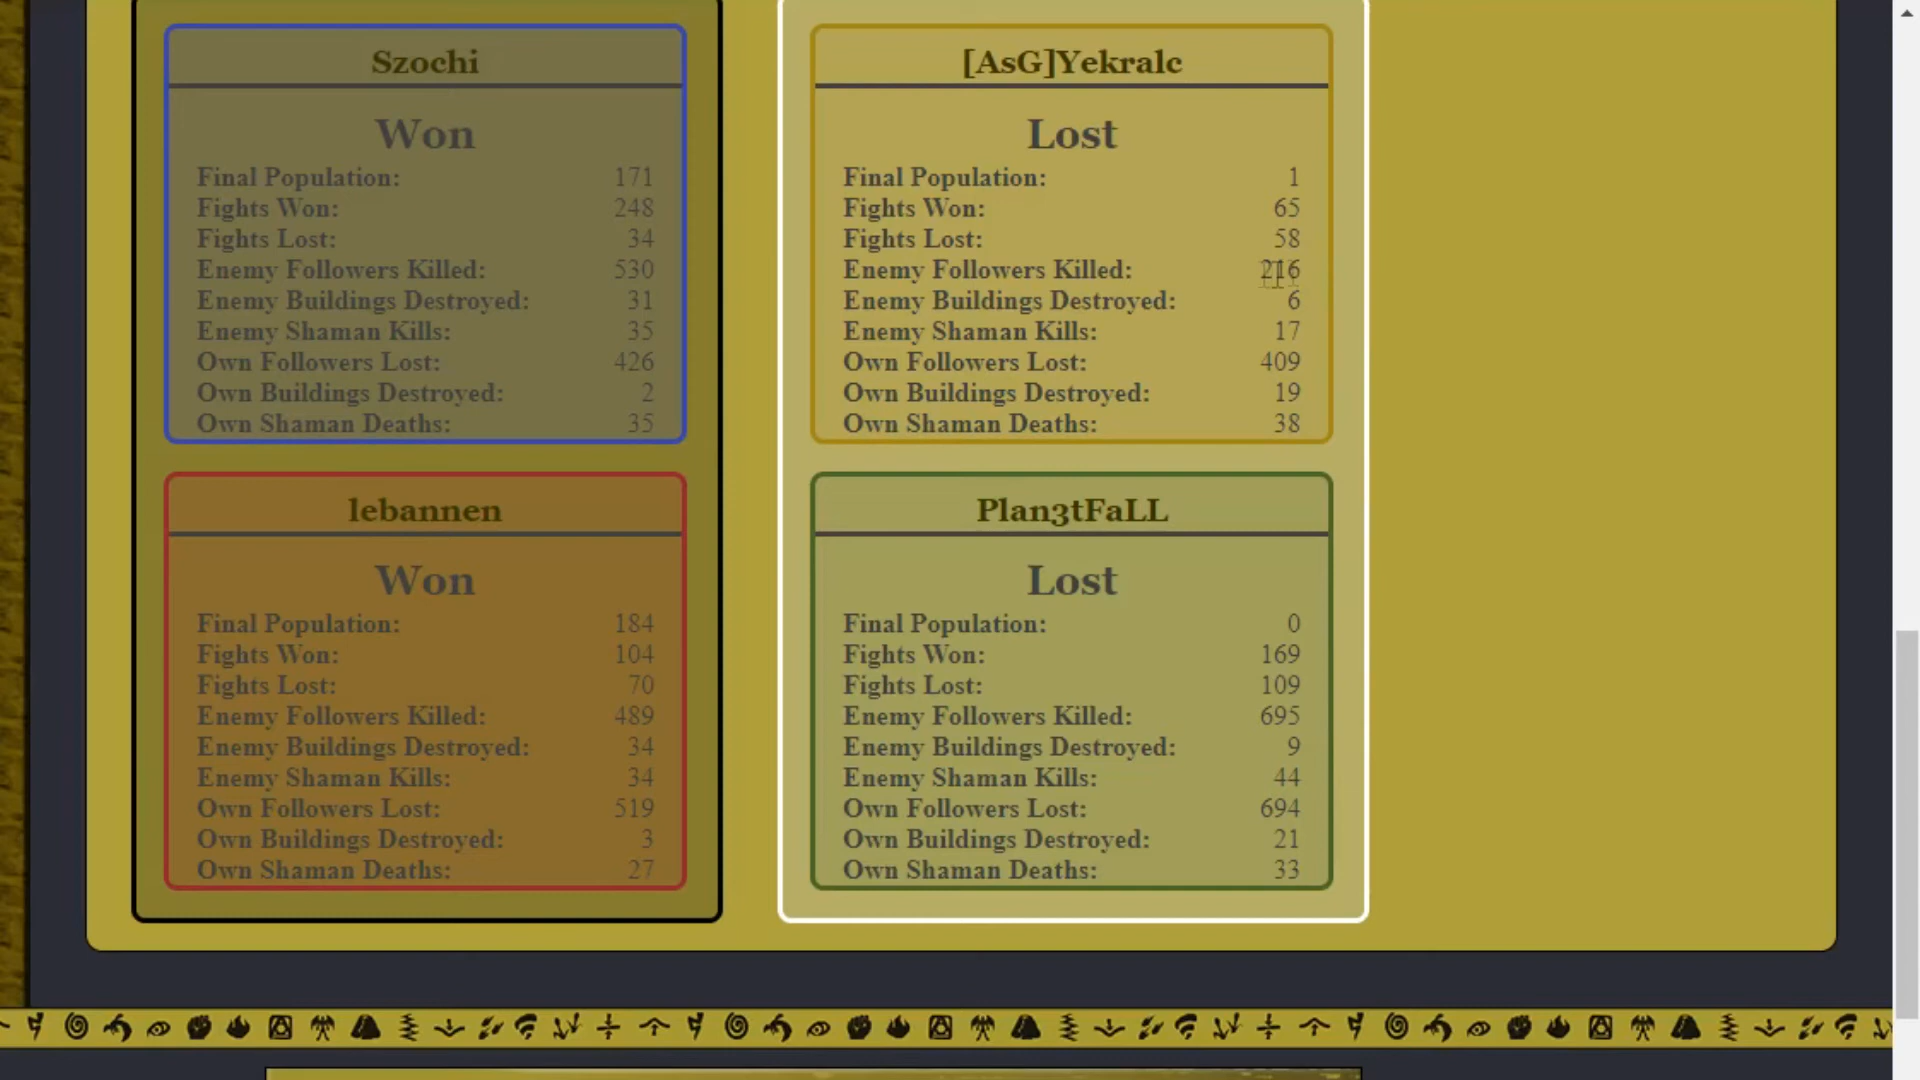 Szochi
Won
Final Population: 171
Fights Won: 248
Fights Lost: 34
Enemy Followers Killed: 530
Enemy Buildings Destroyed: 31
Enemy Shaman Kills: 35
Own Followers Lost: 426
Own Buildings Destroyed: 2
Own Shaman Deaths: 35
[AsG]Yekralc
Lost
Final Population: 1
Fights Won: 65
Fights Lost: 58
Enemy Followers Killed: 216
Enemy Buildings Destroyed: 6
Enemy Shaman Kills: 17
Own Followers Lost: 409
Own Buildings Destroyed: 19
Own Shaman Deaths: 38
lebannen
Won
Final Population: 184
Fights Won: 104
Fights Lost: 70
Enemy Followers Killed: 489
Enemy Buildings Destroyed: 34
Enemy Shaman Kills: 34
Own Followers Lost: 519
Own Buildings Destroyed: 3
Own Shaman Deaths: 27
Plan3tFaLL
Lost
Final Population: 0
Fights Won: 169
Fights Lost: 109
Enemy Followers Killed: 695
Enemy Buildings Destroyed: 9
Enemy Shaman Kills: 44
Own Followers Lost: 694
Own Buildings Destroyed: 21
Own Shaman Deaths: 33